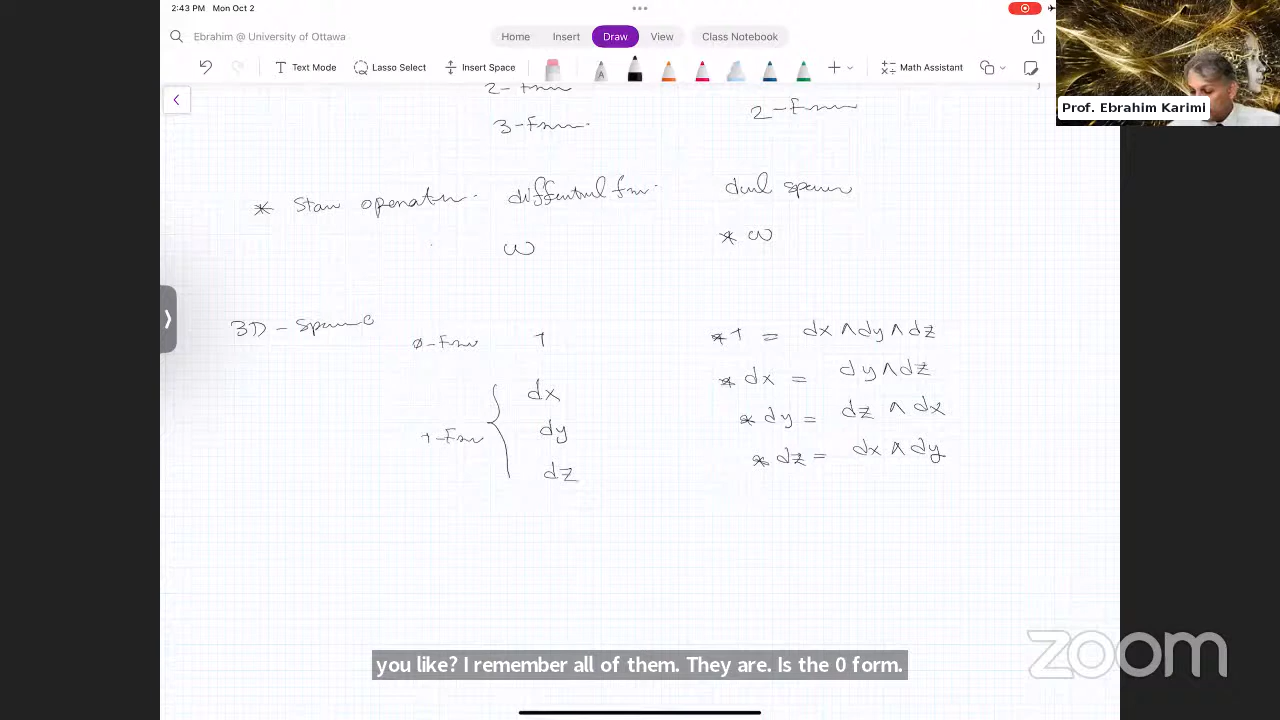 2:43 PM Mon Oct 2
Ebrahim @ University of Ottawa
Home Insert Draw View Class Notebook
Text Mode Lasso Select Insert Space Math Assistant
Prof. Ebrahim Karimi
2-Form
3-Form. 2-Form
* Star operator. differential form. dual space
ω * ω
3D-Space
0-Form 1 *1 = dx ∧ dy ∧ dz
dx *dx = dy ∧ dz
1-Form dy *dy = dz ∧ dx
dz *dz = dx ∧ dy
zoom
you like? I remember all of them. They are. Is the 0 form.